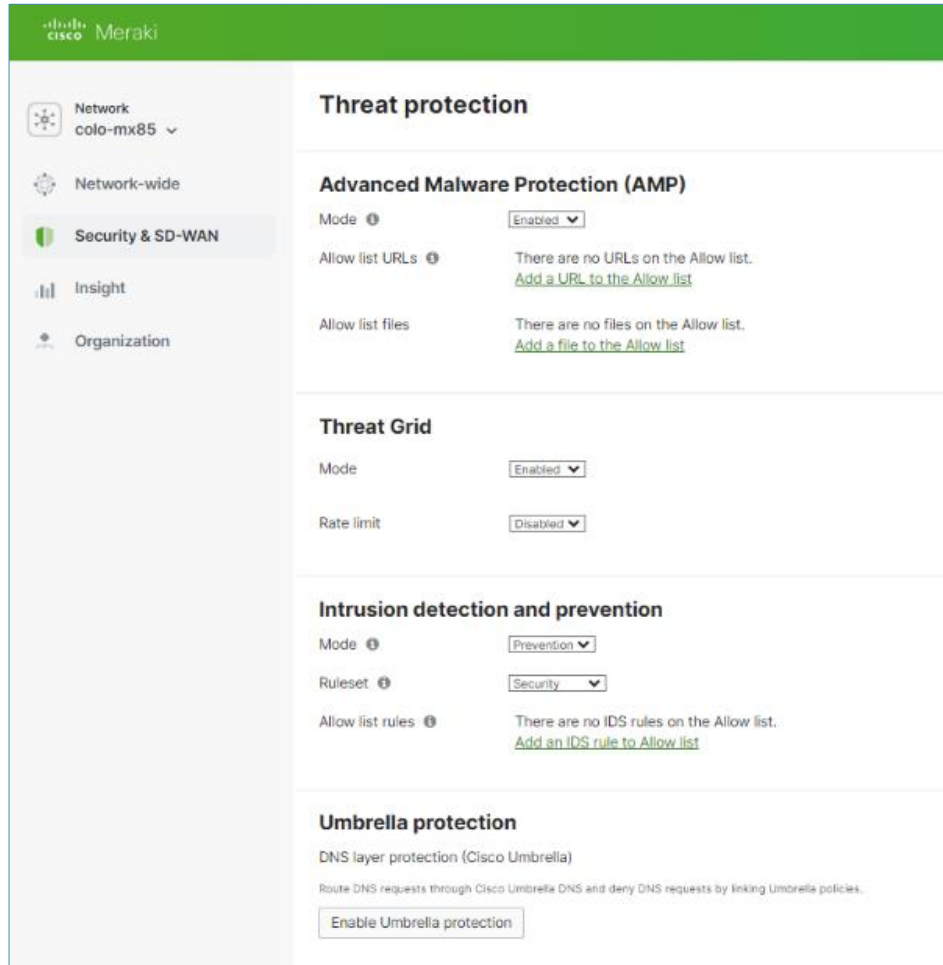 cisco Meraki
Network
colo-mx85
Network-wide
Security & SD-WAN
Insight
Organization
Threat protection
Advanced Malware Protection (AMP)
Mode Enabled
Allow list URLs There are no URLs on the Allow list.
Add a URL to the Allow list
Allow list files There are no files on the Allow list.
Add a file to the Allow list
Threat Grid
Mode Enabled
Rate limit Disabled
Intrusion detection and prevention
Mode Prevention
Ruleset Security
Allow list rules There are no IDS rules on the Allow list.
Add an IDS rule to Allow list
Umbrella protection
DNS layer protection (Cisco Umbrella)
Route DNS requests through Cisco Umbrella DNS and deny DNS requests by linking Umbrella policies.
Enable Umbrella protection